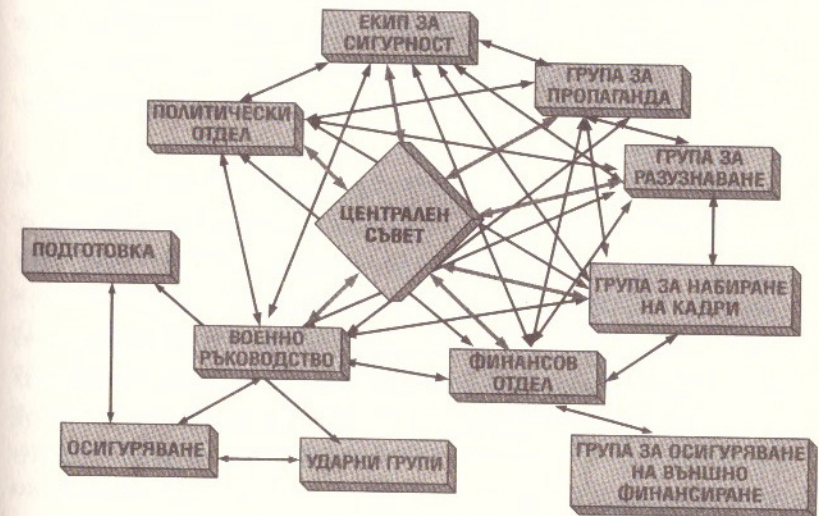 ЕКИП ЗА
СИГУРНОСТ
ГРУПА ЗА
ПРОПАГАНДА
ПОЛИТИЧЕСКИ
ОТДЕЛ
ГРУПА ЗА
РАЗУЗНАВАНЕ
ЦЕНТРАЛЕН
СЪВЕТ
ПОДГОТОВКА
ГРУПА ЗА НАБИРАНЕ
НА КАДРИ
ВОЕННО
РЪКОВОДСТВО
ФИНАНСОВ
ОТДЕЛ
ОСИГУРЯВАНЕ
УДАРНИ ГРУПИ
ГРУПА ЗА ОСИГУРЯВАНЕ
НА ВЪНШНО
ФИНАНСИРАНЕ